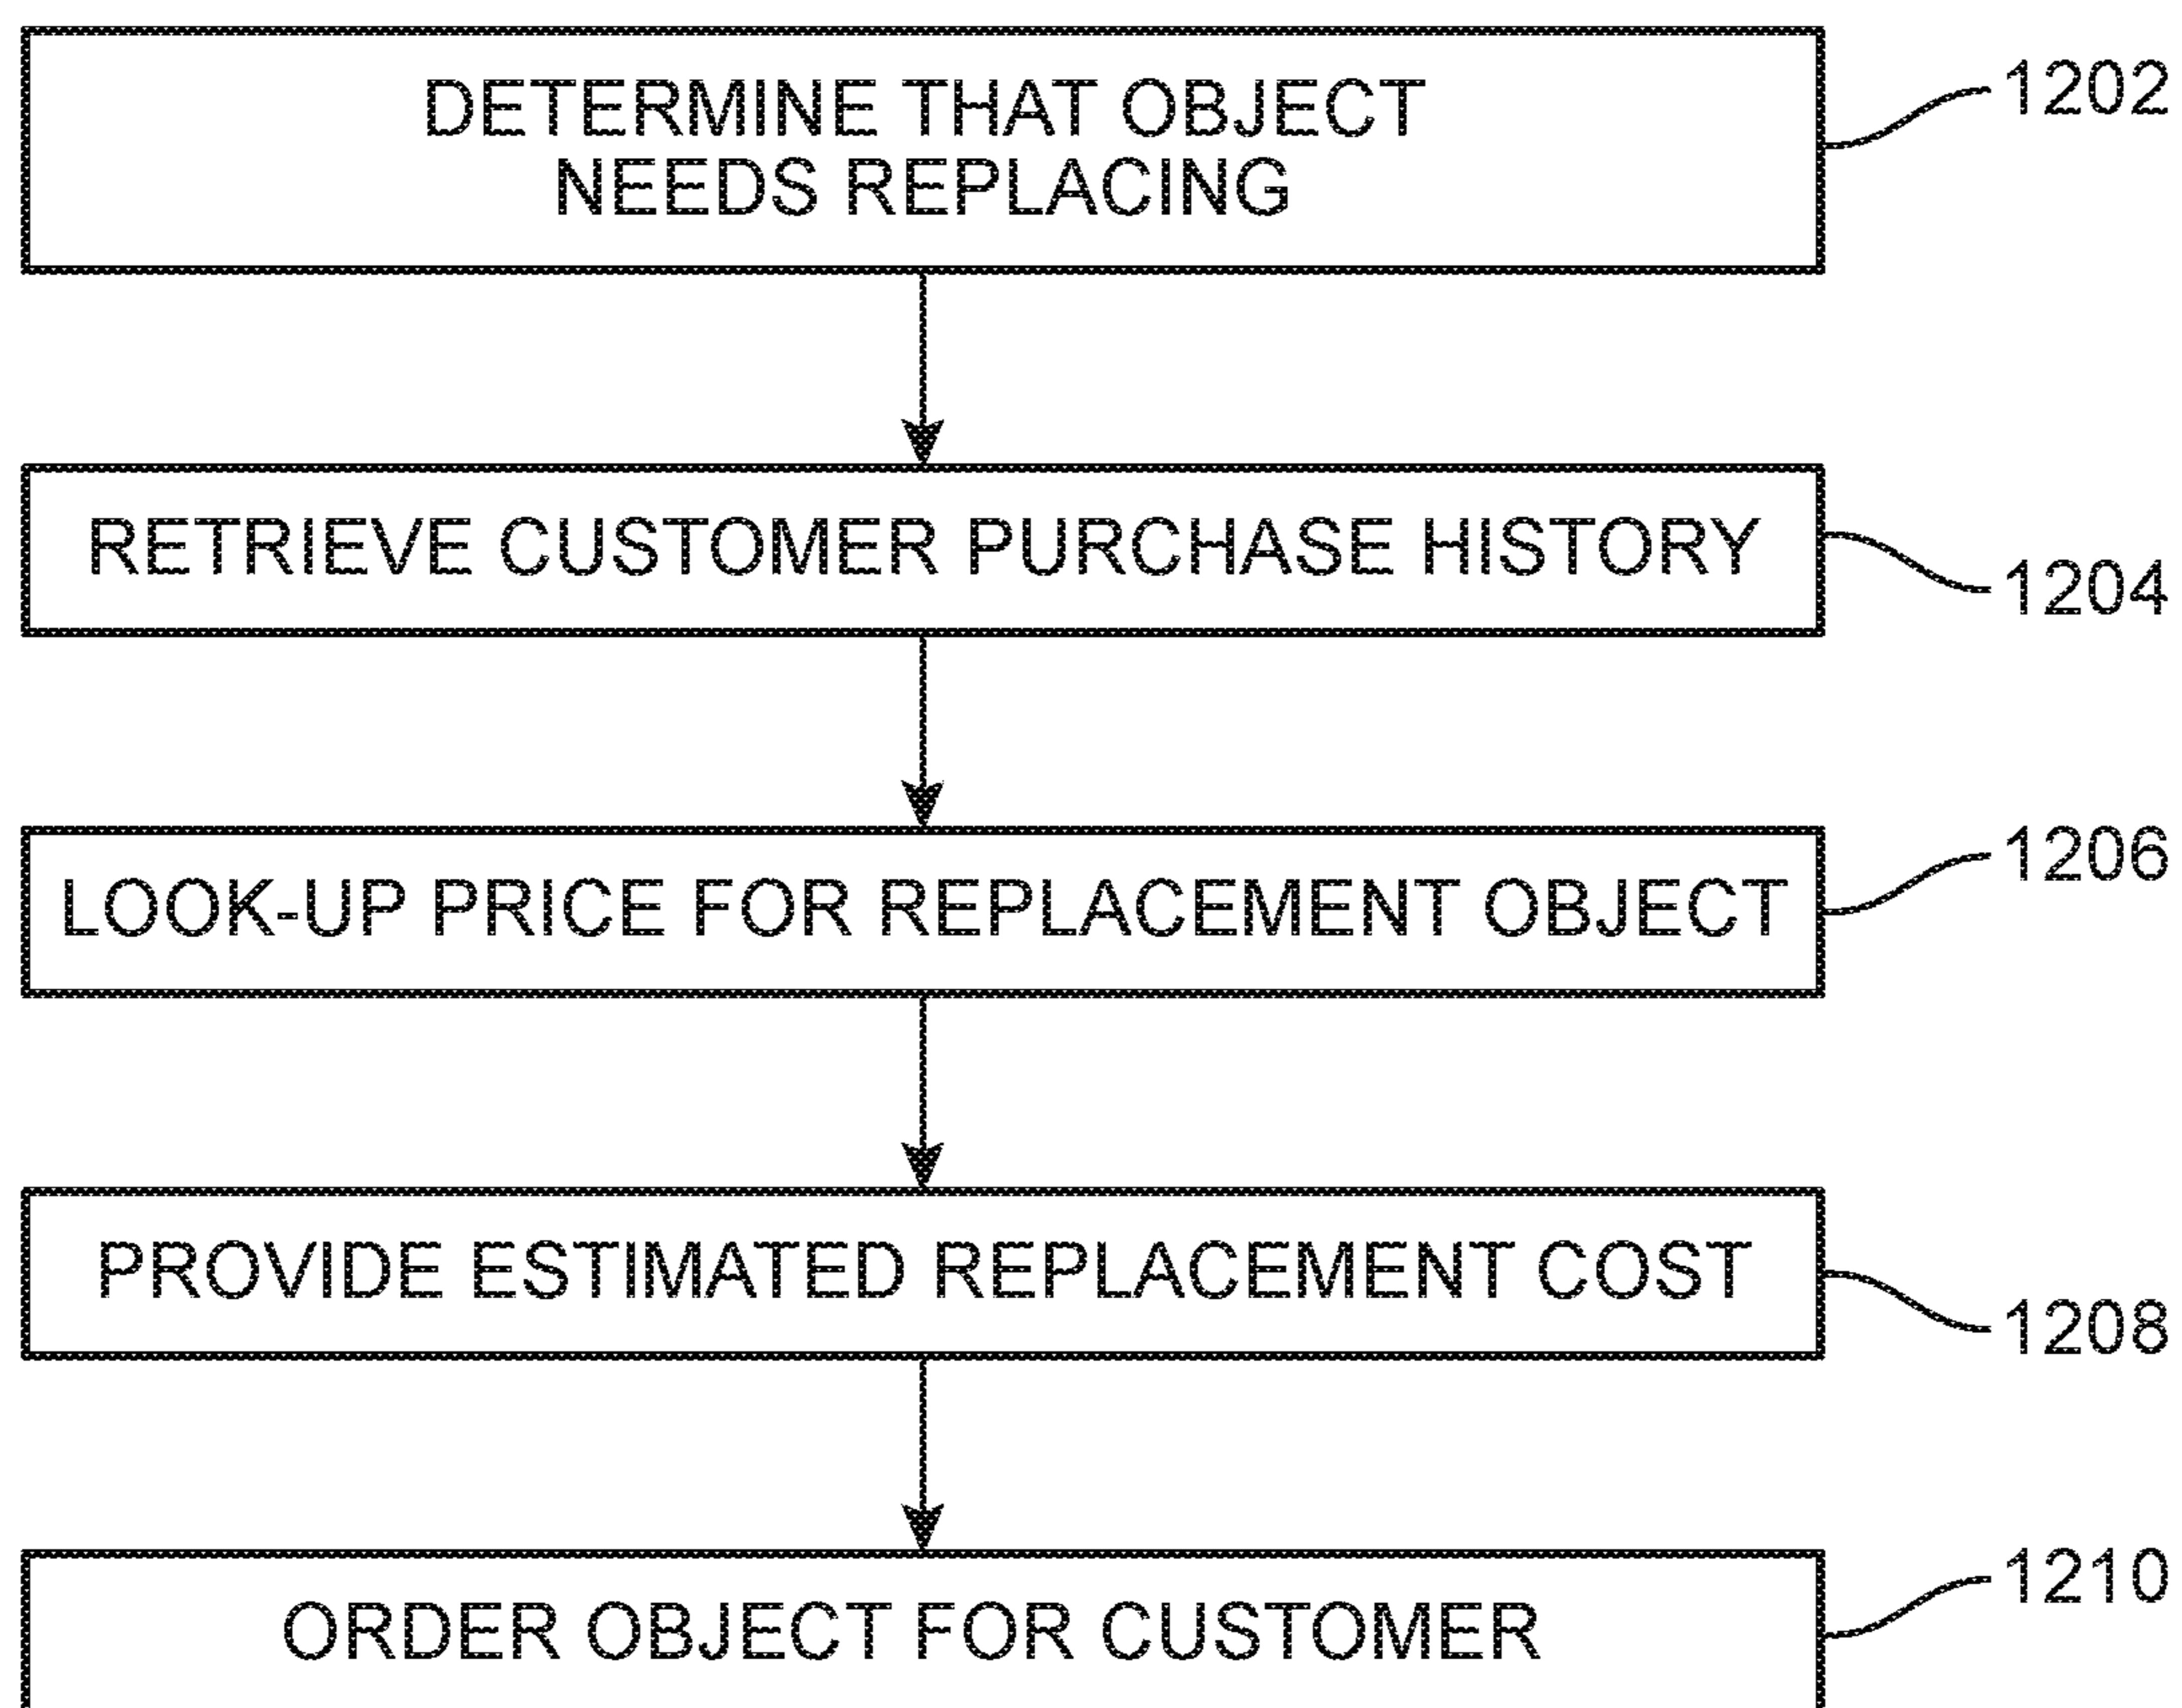 DETERMINE THAT OBJECT
NEEDS REPLACING
1202
RETRIEVE CUSTOMER PURCHASE HISTORY
1204
LOOK-UP PRICE FOR REPLACEMENT OBJECT
1206
PROVIDE ESTIMATED REPLACEMENT COST
1208
ORDER OBJECT FOR CUSTOMER
1210